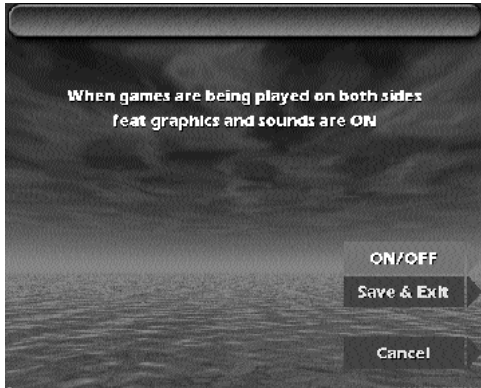 When games are being played on both sides
feat graphics and sounds are ON
ON/OFF
Save & Exit
Cancel